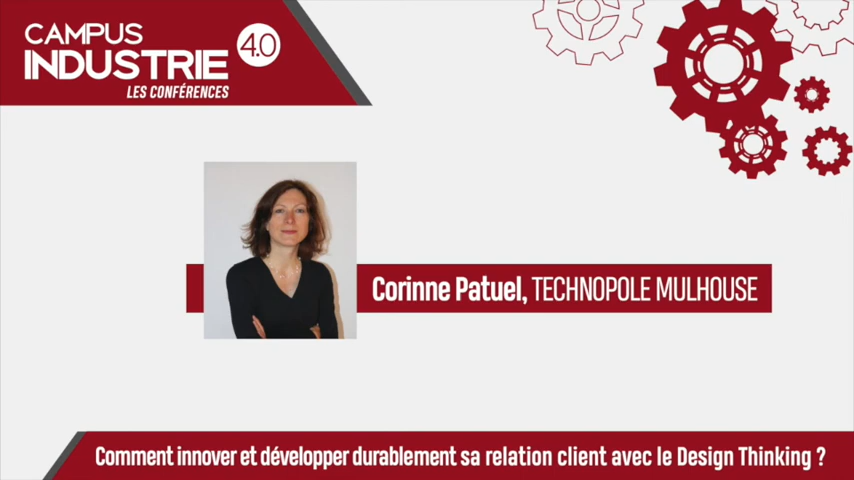 CAMPUS
INDUSTRIE 4.0
LES CONFÉRENCES
Corinne Patuel, TECHNOPOLE MULHOUSE
Comment innover et développer durablement sa relation client avec le Design Thinking ?